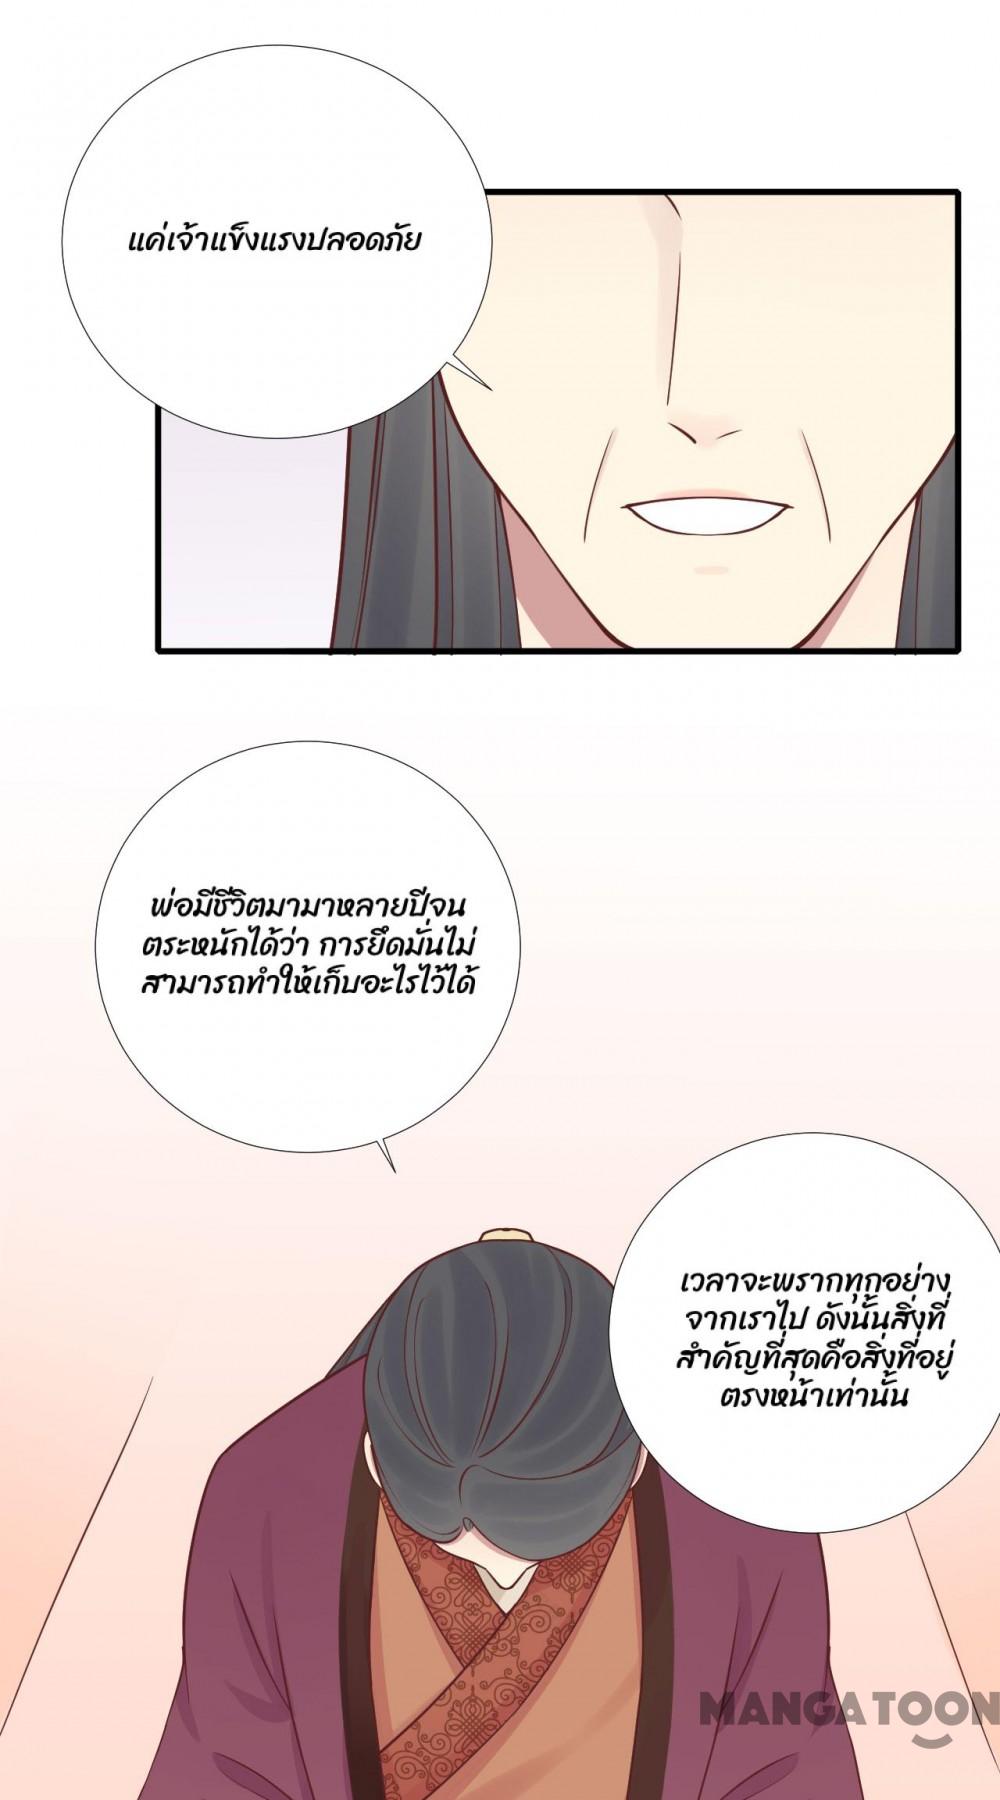 แค่เจ้าแข็งแรงปลอดภัย
พ่อมีชีวิตมามาหลายปีจน
ตระหนักได้ว่า การยึดมั่นไม่
สามารถทำให้เก็บอะไรไว้ได้
เวลาจะพรากทุกอย่าง
จากเราไป ดังนั้นสิ่งที่
สำคัญที่สุดคือสิ่งที่อยู่
ตรงหน้าเท่านั้น
MANGATOON